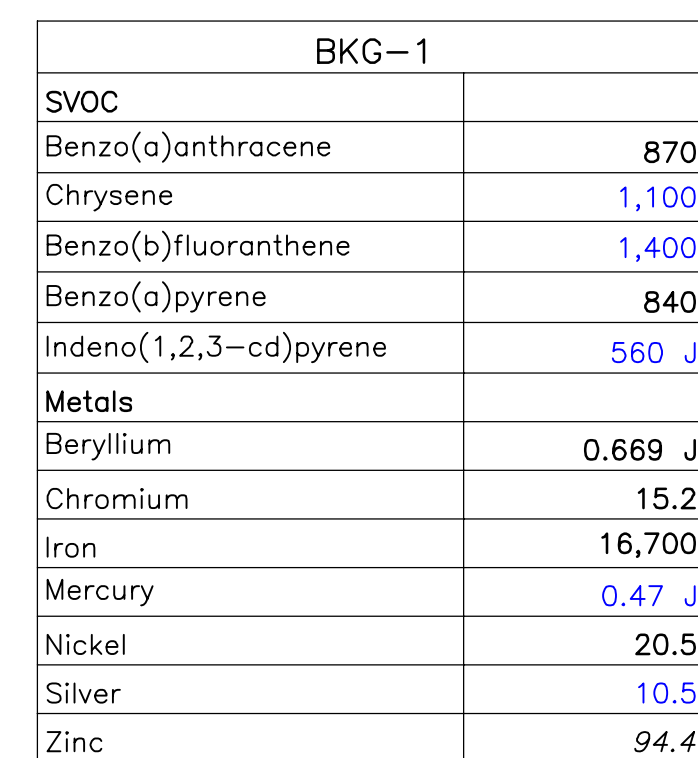 BKG-1
SVOC
Benzo(a)anthracene 870
Chrysene 1,100
Benzo(b)fluoranthene 1,400
Benzo(a)pyrene 840
Indeno(1,2,3-cd)pyrene 560 J
Metals
Beryllium 0.669 J
Chromium 15.2
Iron 16,700
Mercury 0.47 J
Nickel 20.5
Silver 10.5
Zinc 94.4